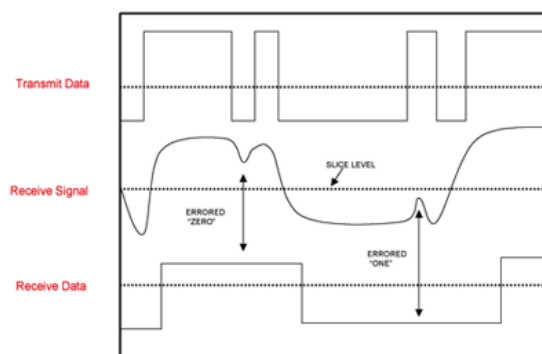 Transmit Data
SLICE LEVEL
Receive Signal
ERRORED
"ZERO"
ERRORED
"ONE"
Receive Data